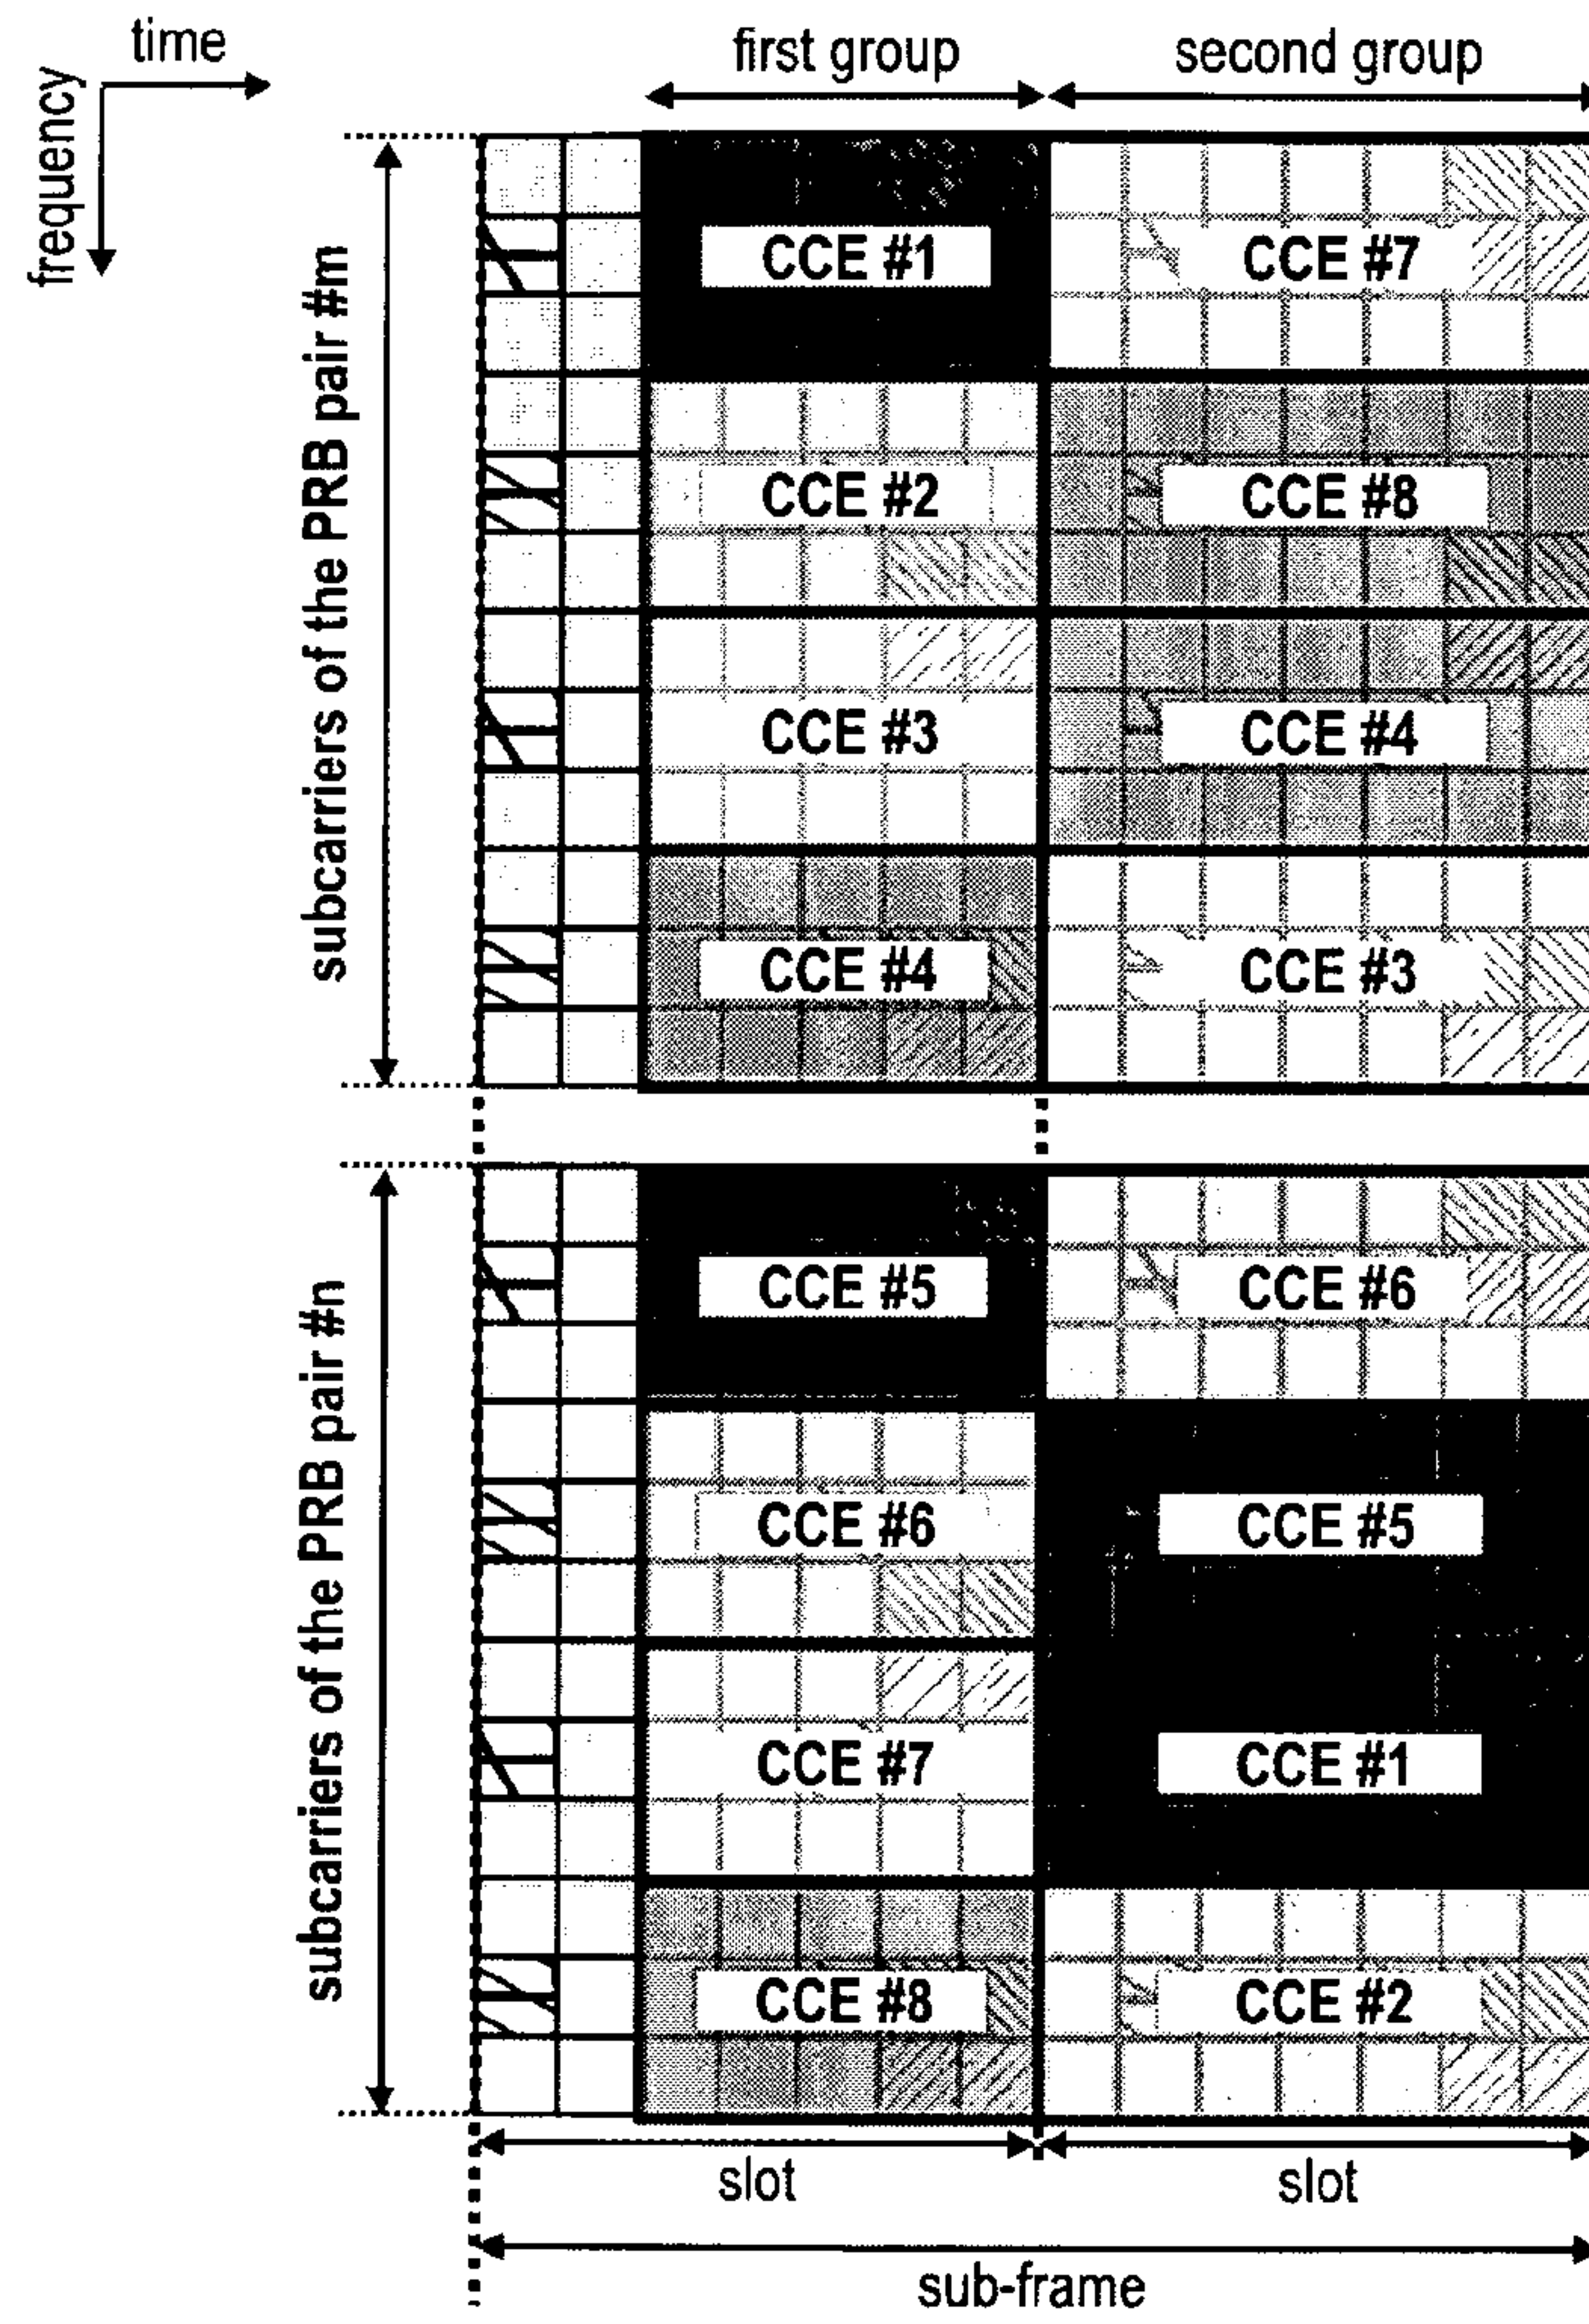 time
first group
second group
frequency
subcarriers of the PRB pair #m
CCE #1
CCE #7
CCE #2
CCE #8
CCE #3
CCE #4
CCE #4
CCE #3
subcarriers of the PRB pair #n
CCE #5
CCE #6
CCE #6
CCE #5
CCE #7
CCE #1
CCE #8
CCE #2
slot
slot
sub-frame